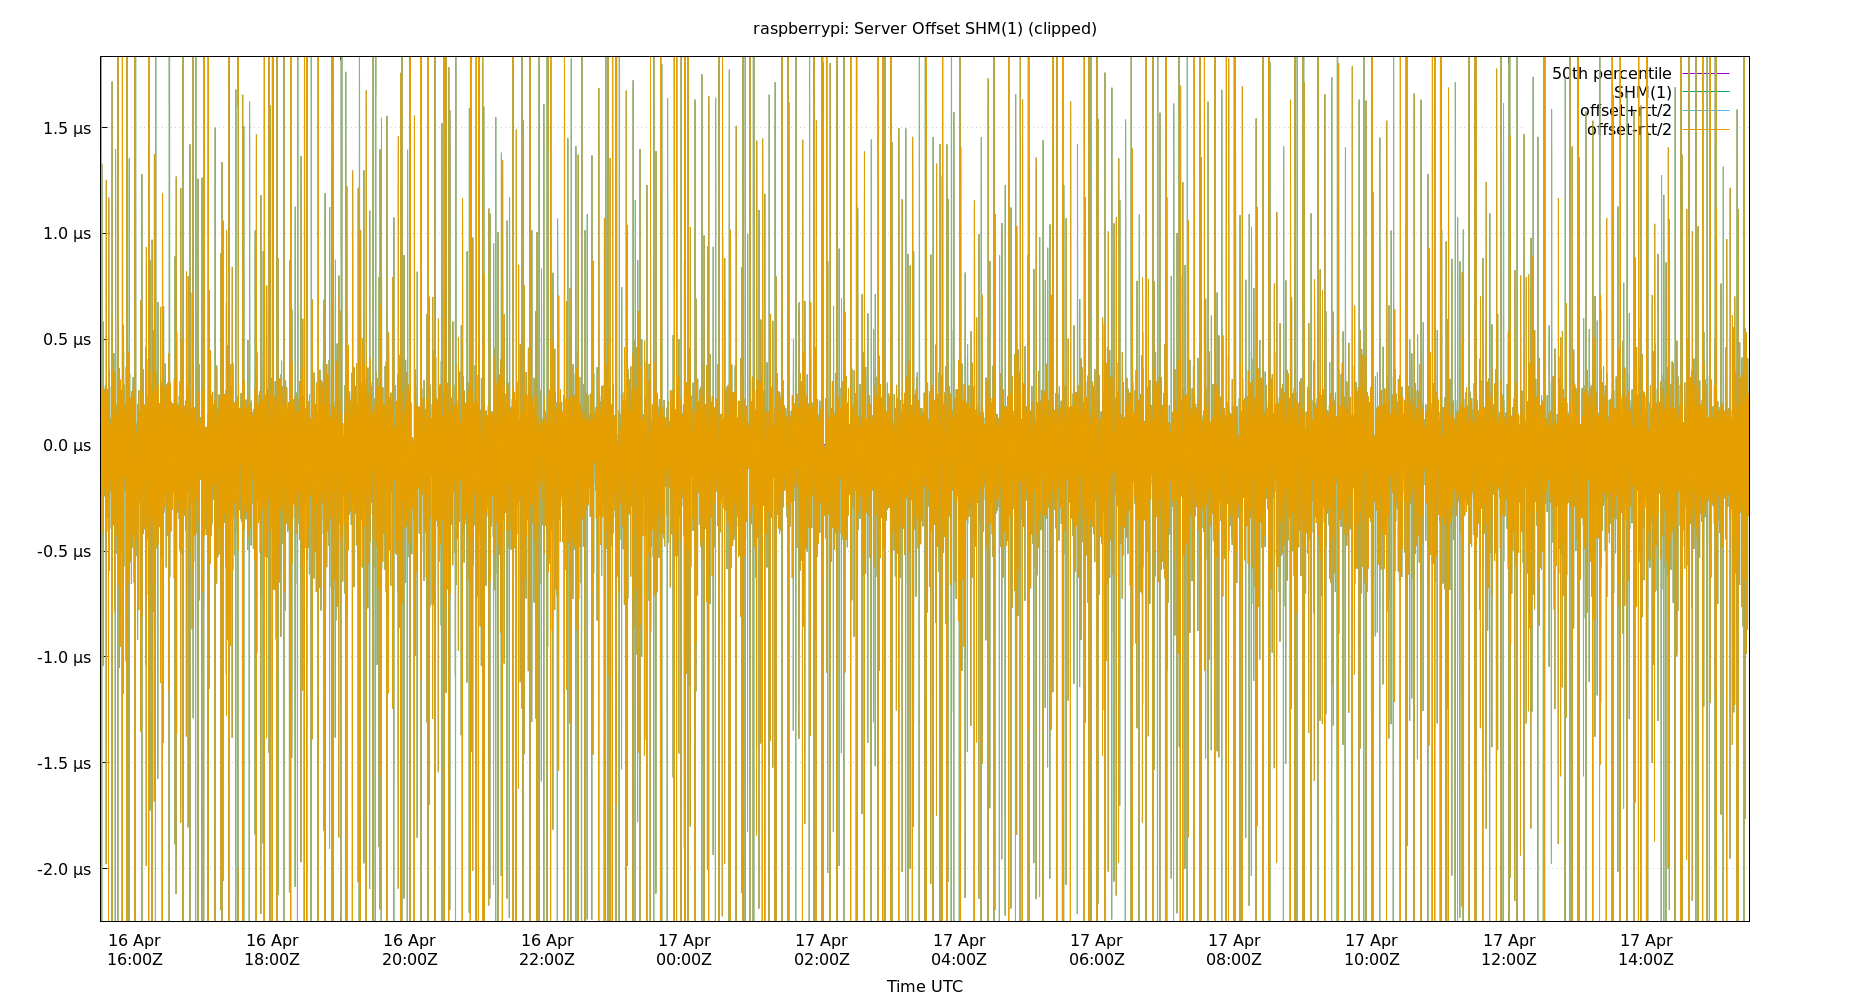 raspberrypi: Server Offset SHM(1) (clipped)
50th percentile
SHM(1)
offset+rtt/2
offset-rtt/2
1.5 µs
1.0 µs
0.5 µs
0.0 µs
-0.5 µs
-1.0 µs
-1.5 µs
-2.0 µs
16 Apr 16 Apr 16 Apr 16 Apr 17 Apr 17 Apr 17 Apr 17 Apr 17 Apr 17 Apr 17 Apr 17 Apr
16:00Z 18:00Z 20:00Z 22:00Z 00:00Z 02:00Z 04:00Z 06:00Z 08:00Z 10:00Z 12:00Z 14:00Z
Time UTC